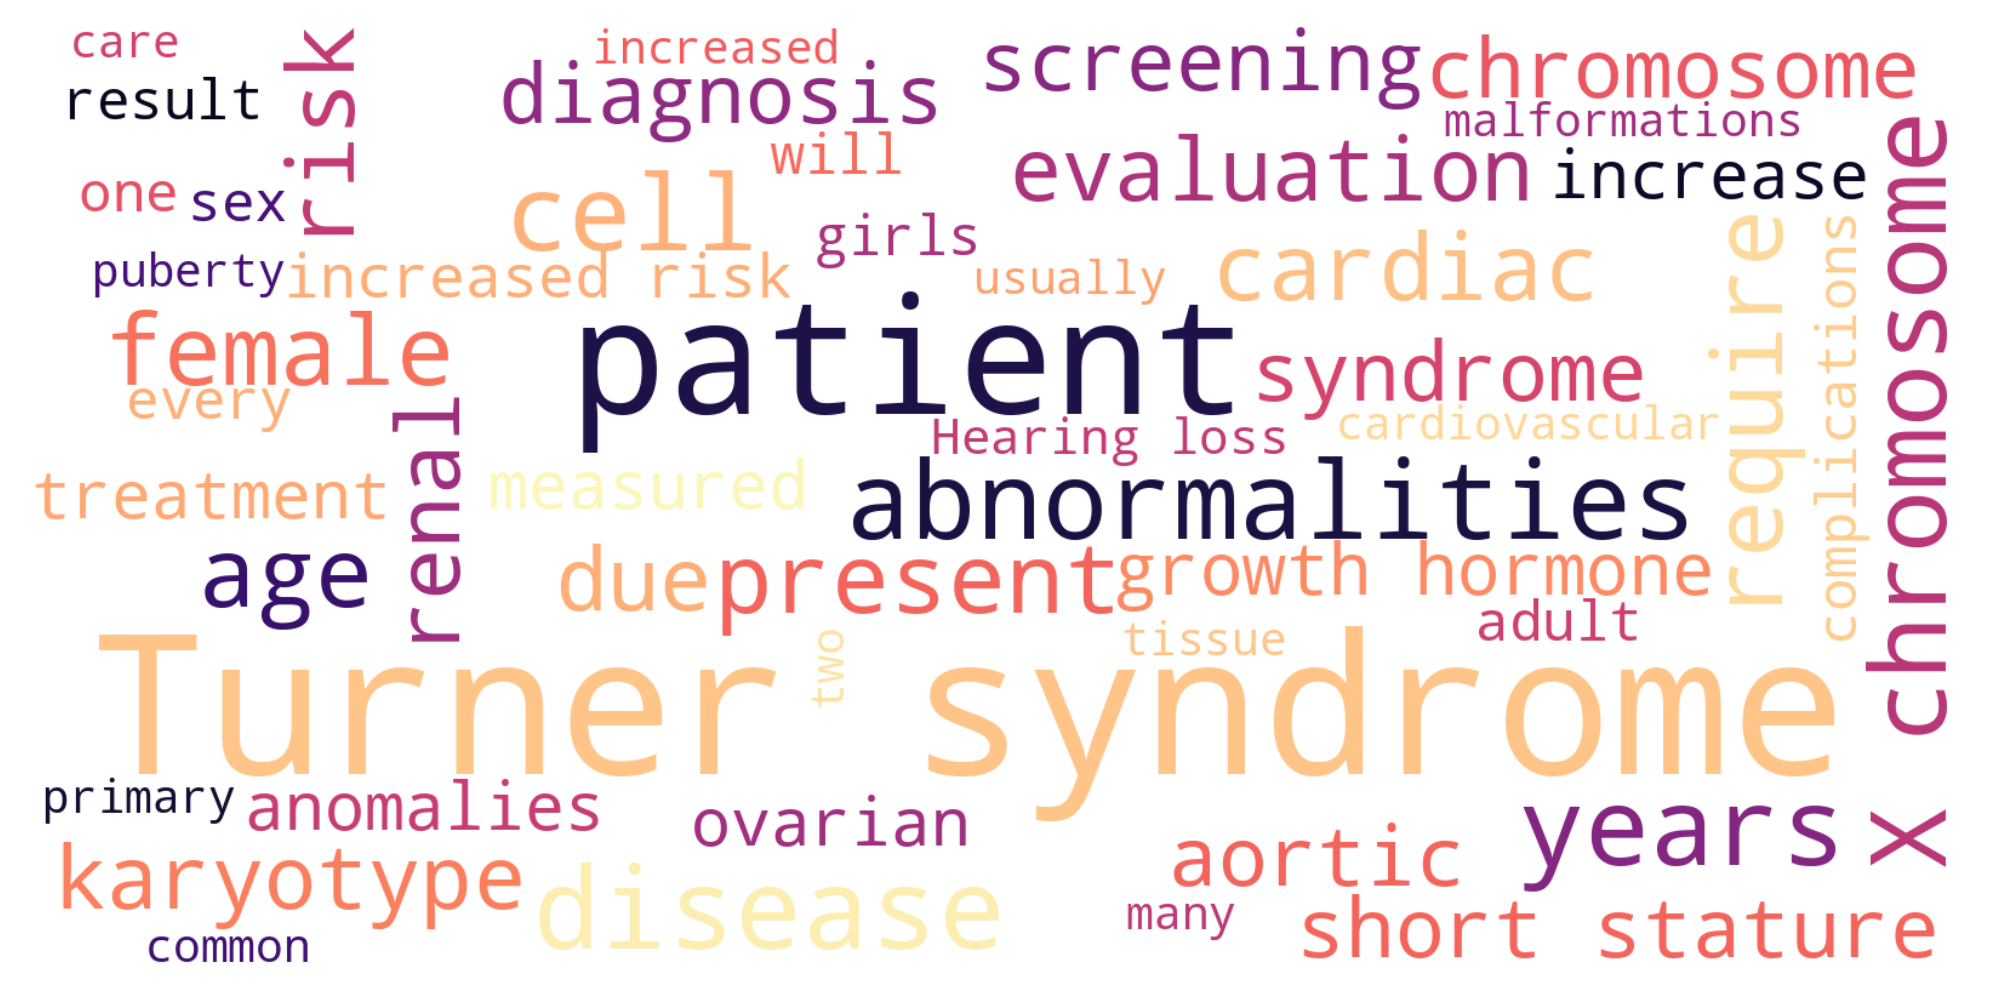 care
increased
screening
chromosome
result
risk
diagnosis
malformations
will
evaluation
increase
one
sex
cell
girls
puberty
increased risk
usually
cardiac
require
complications
X chromosome
female
patient
syndrome
every
renal
Hearing loss
cardiovascular
treatment
measured
abnormalities
age
due
present
growth hormone
adult
two
tissue
Turner syndrome
primary
anomalies
ovarian
years
karyotype
disease
aortic
many
short stature
common